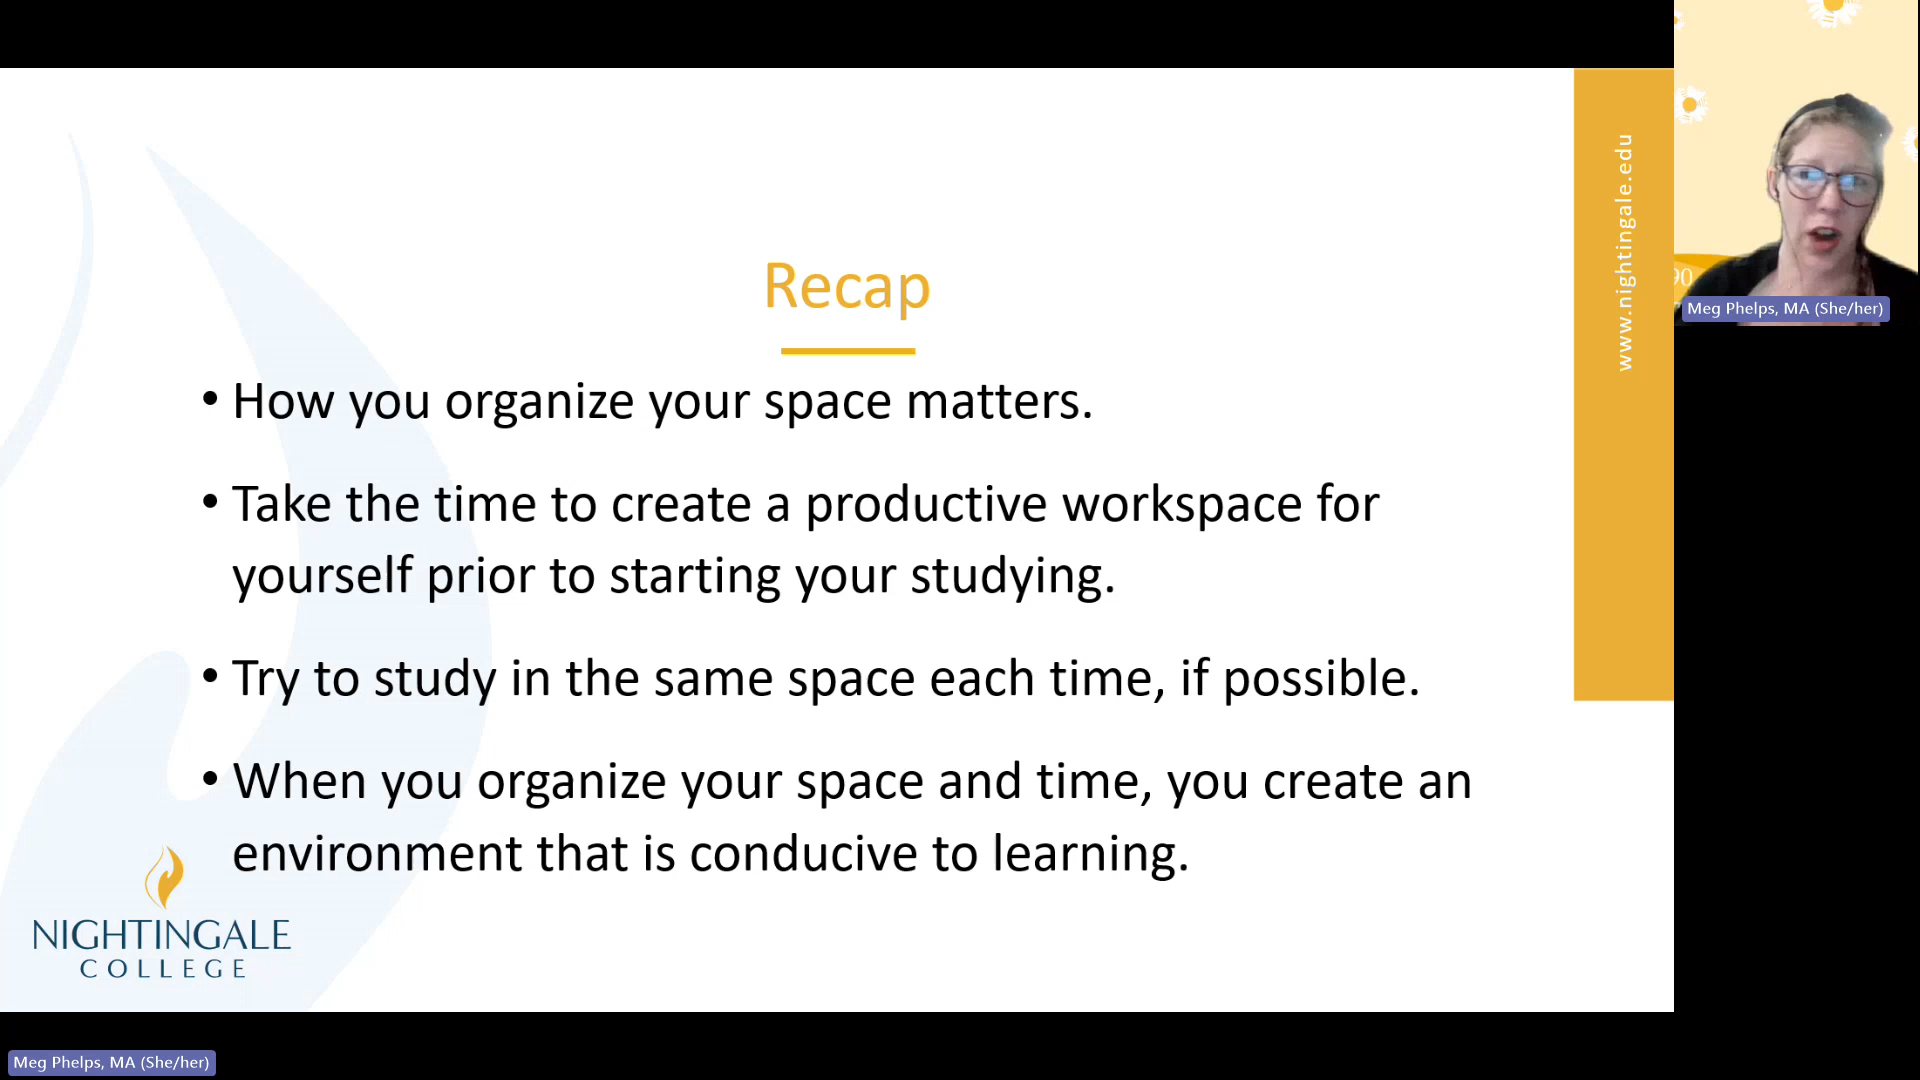 Recap
• How you organize your space matters.
• Take the time to create a productive workspace for
yourself prior to starting your studying.
• Try to study in the same space each time, if possible.
• When you organize your space and time, you create an
environment that is conducive to learning.
NIGHTINGALE
COLLEGE
www.nightingale.edu
90
Meg Phelps, MA (She/her)
Meg Phelps, MA (She/her)